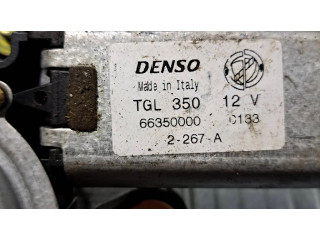 DENSO
Made in Italy
TGL 350 12 V
66350000 C133
2-267-A